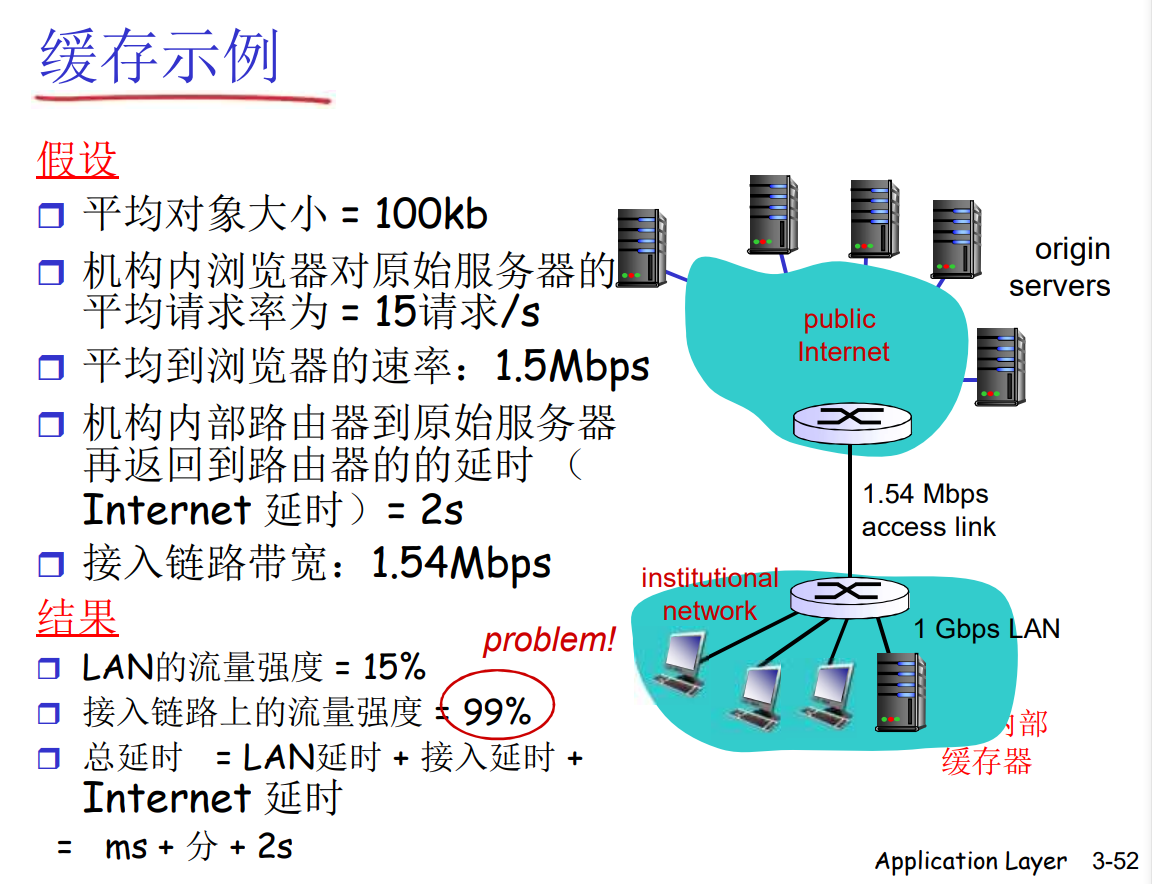 缓存示例
假设
平均对象大小 = 100kb
机构内浏览器对原始服务器的
平均请求率为 = 15请求/s
平均到浏览器的速率：1.5Mbps
机构内部路由器到原始服务器
再返回到路由器的的延时 （
Internet 延时）= 2s
接入链路带宽：1.54Mbps
结果
LAN的流量强度 = 15%
接入链路上的流量强度 = 99%
problem!
总延时 = LAN延时 + 接入延时 +
Internet 延时
= ms + 分 + 2s
origin
servers
public
Internet
1.54 Mbps
access link
institutional
network
1 Gbps LAN
内部
缓存器
Application Layer 3-52